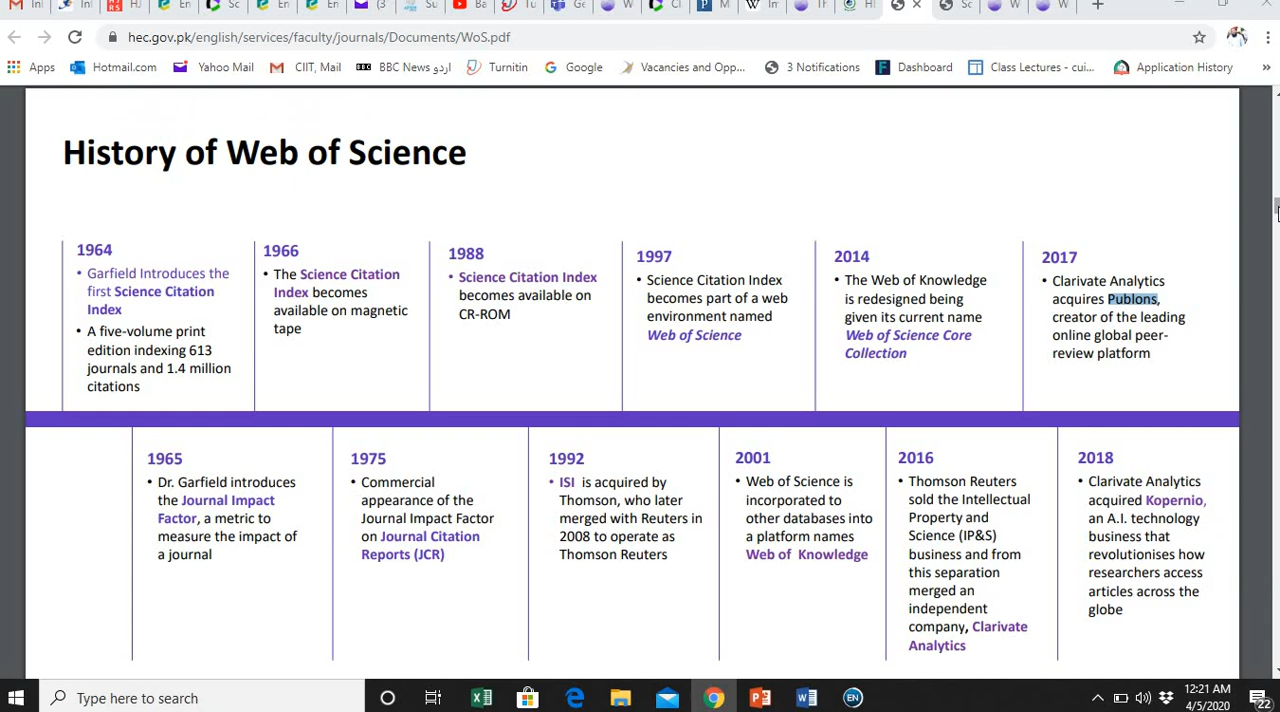 hec.gov.pk/english/services/faculty/journals/Documents/WoS.pdf
Apps Hotmail.com Yahoo Mail CIIT, Mail BBC News اردو Turnitin Google Vacancies and Opp... 3 Notifications Dashboard Class Lectures - cui... Application History »
History of Web of Science
1964
• Garfield Introduces the
first Science Citation
Index
• A five-volume print
edition indexing 613
journals and 1.4 million
citations
1966
• The Science Citation
Index becomes
available on magnetic
tape
1988
• Science Citation Index
becomes available on
CR-ROM
1997
• Science Citation Index
becomes part of a web
environment named
Web of Science
2014
• The Web of Knowledge
is redesigned being
given its current name
Web of Science Core
Collection
2017
• Clarivate Analytics
acquires Publons,
creator of the leading
online global peer-
review platform
1965
• Dr. Garfield introduces
the Journal Impact
Factor, a metric to
measure the impact of
a journal
1975
• Commercial
appearance of the
Journal Impact Factor
on Journal Citation
Reports (JCR)
1992
• ISI is acquired by
Thomson, who later
merged with Reuters in
2008 to operate as
Thomson Reuters
2001
• Web of Science is
incorporated to
other databases into
a platform names
Web of Knowledge
2016
• Thomson Reuters
sold the Intellectual
Property and
Science (IP&S)
business and from
this separation
merged an
independent
company, Clarivate
Analytics
2018
• Clarivate Analytics
acquired Kopernio,
an A.I. technology
business that
revolutionises how
researchers access
articles across the
globe
Type here to search
EN
12:21 AM
4/5/2020
22